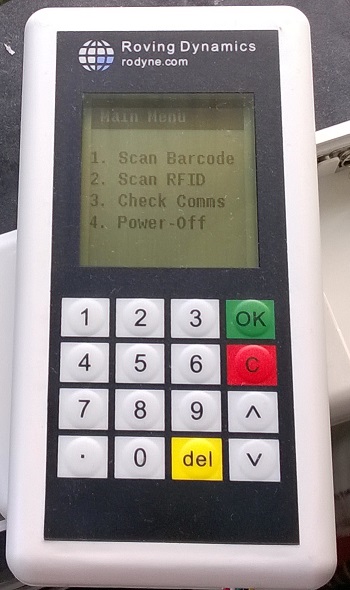 Roving Dynamics
rodyne.com
Main Menu
1. Scan Barcode
2. Scan RFID
3. Check Comms
4. Power-Off
1 2 3 OK
4 5 6 C
7 8 9 ^
. 0 del v